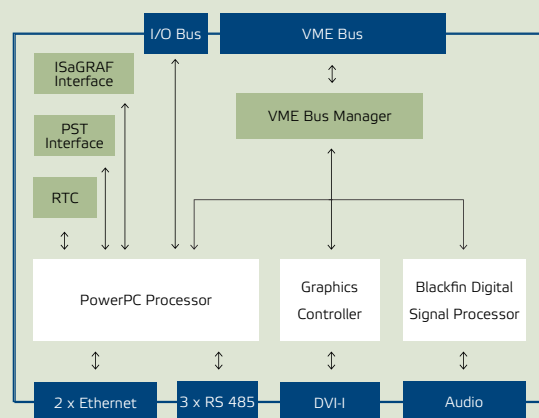 I/O Bus
VME Bus
ISaGRAF
Interface
VME Bus Manager
PST
Interface
RTC
PowerPC Processor
Graphics
Controller
Blackfin Digital
Signal Processor
2 x Ethernet
3 x RS 485
DVI-I
Audio